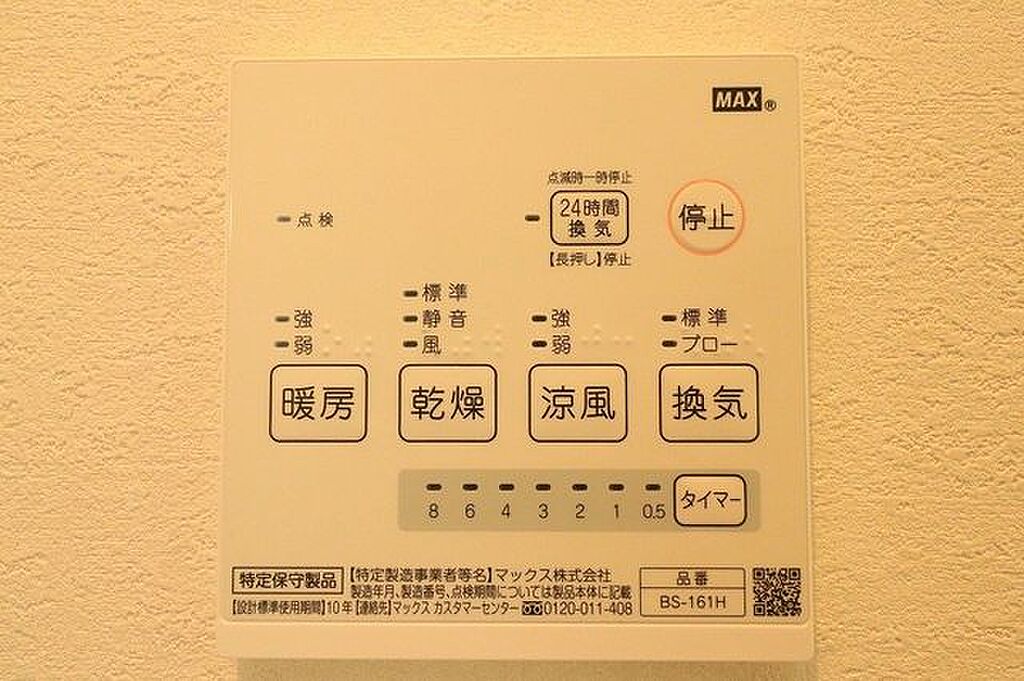 MAX®
点検
点滅時一時停止
24時間
換気
【長押し】停止
停止
強
弱
暖房
標準
静音
風
乾燥
強
弱
涼風
標準
ブロー
換気
8 6 4 3 2 1 0.5
タイマー
特定保守製品
【特定製造事業者等名】マックス株式会社
製造年月、製造番号、点検期間については製品本体に記載
【設計標準使用期間】10年【連絡先】マックス カスタマーセンター 0120-011-408
品番
BS-161H